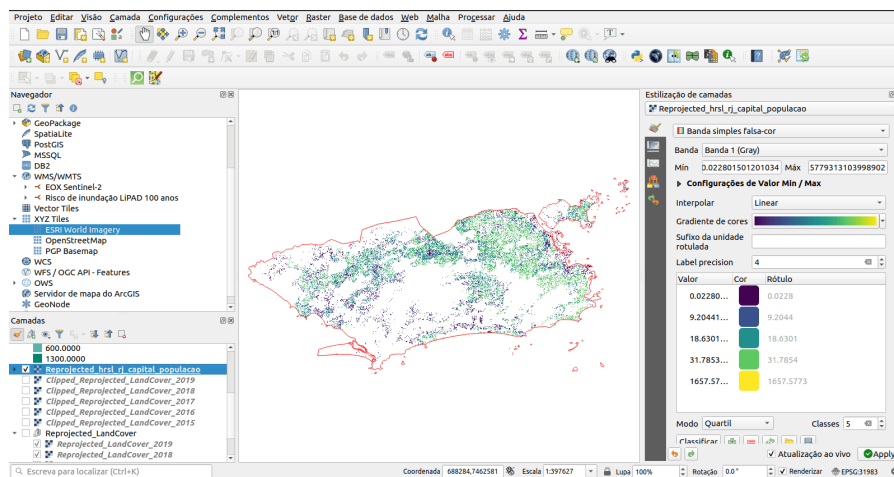 Projeto Editar Visão Camada Configurações Complementos Vetor Raster Base de dados Web Malha Processar Ajuda
Navegador
GeoPackage
SpatiaLite
PostGIS
MSSQL
DB2
WMS/WMTS
EOX Sentinel-2
Risco de inundação LiPAD 100 anos
Vector Tiles
XYZ Tiles
ESRI World Imagery
OpenStreetMap
PGP Basemap
WCS
WFS / OGC API - Features
OWS
Servidor de mapa do ArcGIS
GeoNode
Camadas
600.0000
1300.0000
Reprojected_hrsl_rj_capital_populacao
Clipped_Reprojected_LandCover_2019
Clipped_Reprojected_LandCover_2018
Clipped_Reprojected_LandCover_2017
Clipped_Reprojected_LandCover_2016
Clipped_Reprojected_LandCover_2015
Reprojected_LandCover
Reprojected_LandCover_2019
Reprojected_LandCover_2018
Estilização de camadas
Reprojected_hrsl_rj_capital_populacao
Banda simples falsa-cor
Banda Banda 1 (Gray)
Mín 0.022801501201034 Máx 5779313103998902
Configurações de Valor Min / Max
Interpolar Linear
Gradiente de cores
Sufixo da unidade
rotulada
Label precision 4
Valor Cor Rótulo
0.02280... 0.0228
9.20441... 9.2044
18.6301... 18.6301
31.7853... 31.7854
1657.57... 1657.5773
Modo Quartil Classes 5
Classificar
Atualização ao vivo Apply
Escreva para localizar (Ctrl+K) Coordenada 688284,7462581 Escala 1:397627 Lupa 100% Rotação 0.0 ° Renderizar EPSG:31983